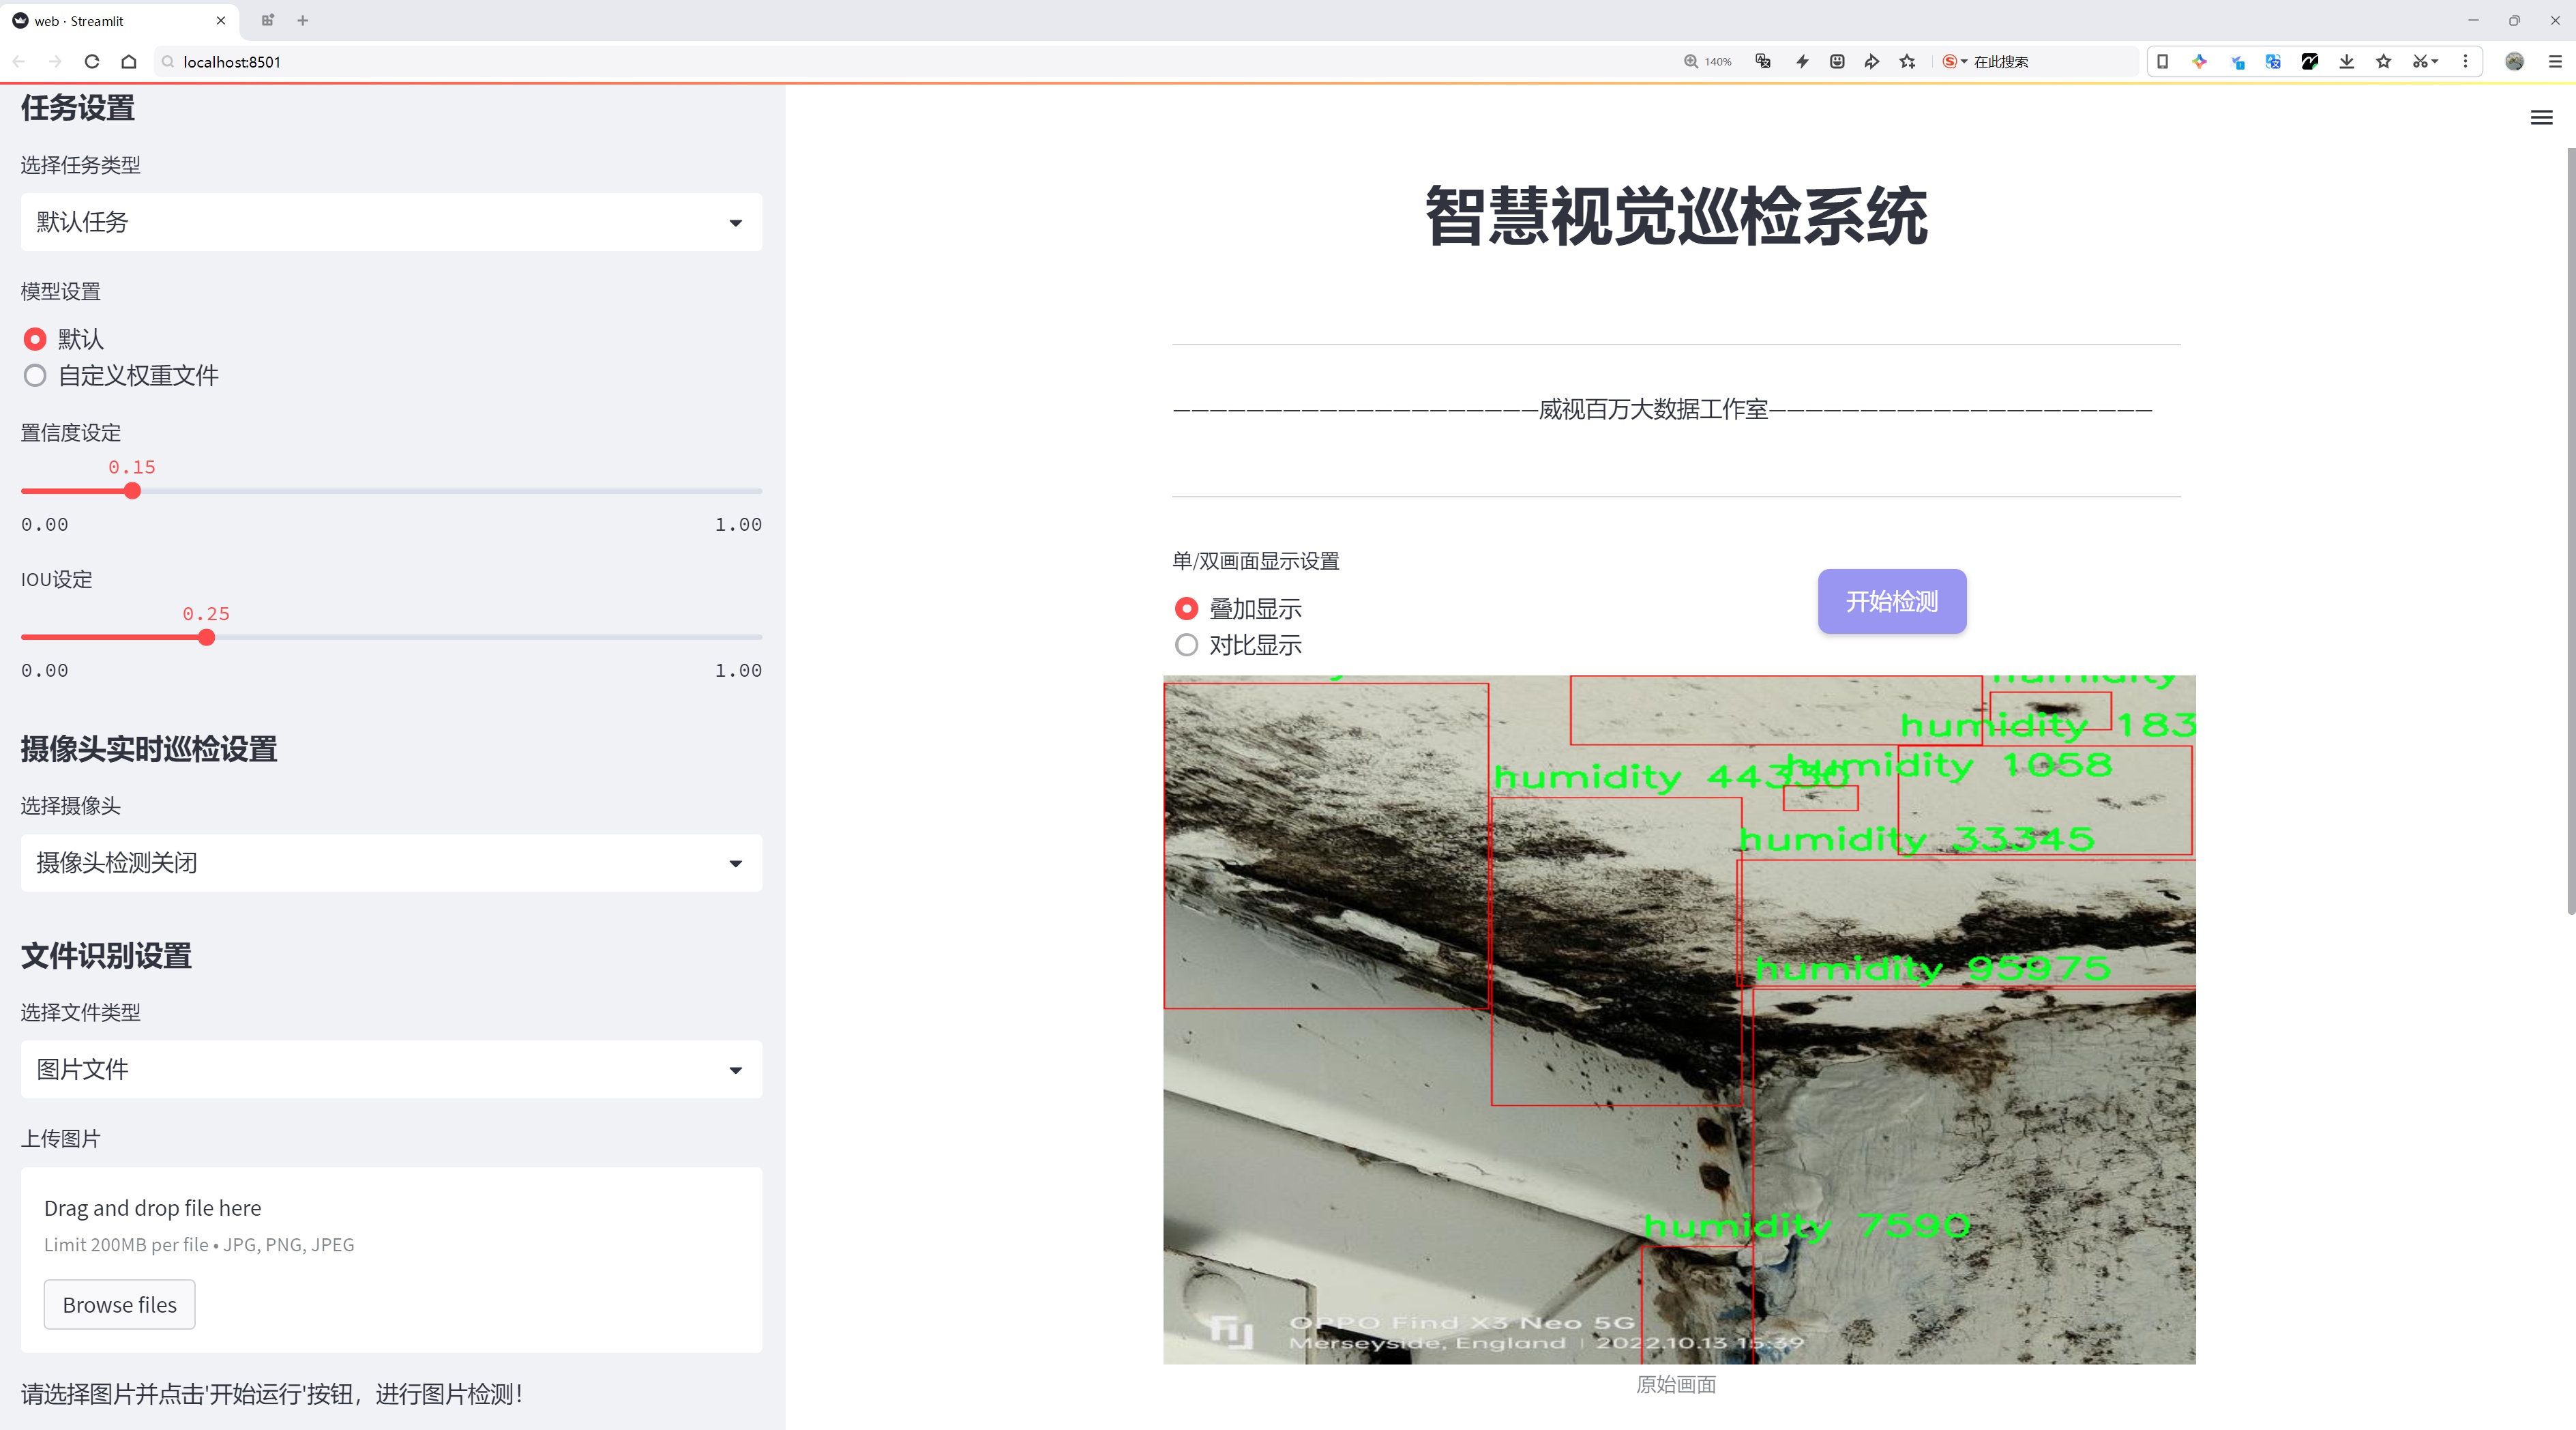 web · Streamlit
localhost:8501
140%
在此搜索
任务设置
选择任务类型
默认任务
模型设置
默认
自定义权重文件
置信度设定
0.15
0.00
1.00
IOU设定
0.25
0.00
1.00
摄像头实时巡检设置
选择摄像头
摄像头检测关闭
文件识别设置
选择文件类型
图片文件
上传图片
Drag and drop file here
Limit 200MB per file • JPG, PNG, JPEG
Browse files
请选择图片并点击'开始运行'按钮，进行图片检测！
智慧视觉巡检系统
————————————————————威视百万大数据工作室—————————————————————
单/双画面显示设置
叠加显示
对比显示
开始检测
humidity
humidity 183
humidity 44330
humidity 1058
humidity 33345
humidity 95975
humidity 7590
OPPO Find X3 Neo 5G
Merseyside, England | 2022.10.13 15:39
原始画面